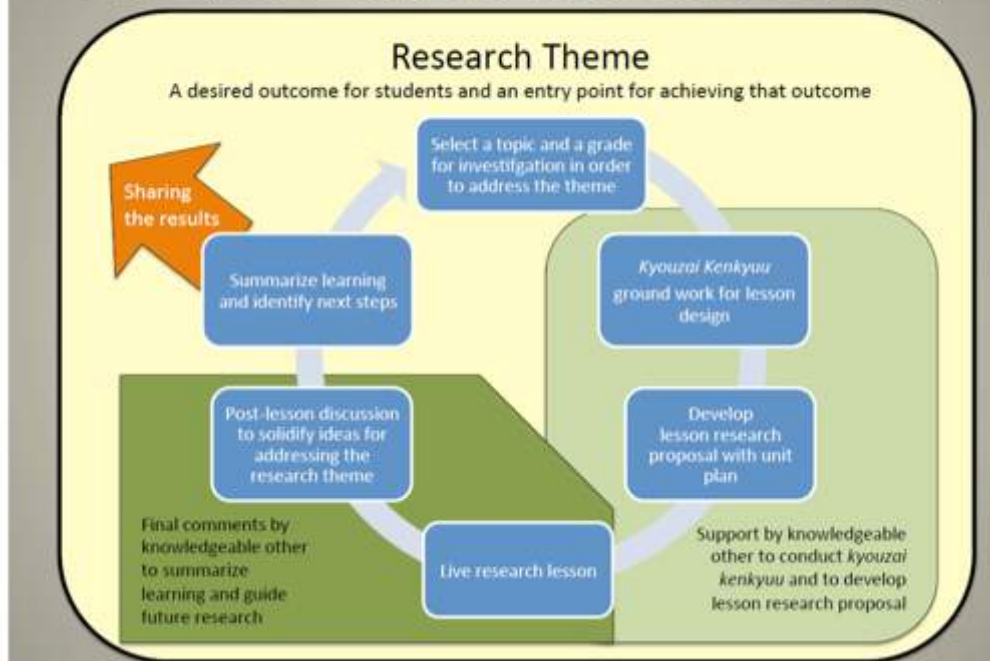 Research Theme
A desired outcome for students and an entry point for achieving that outcome
Select a topic and a grade
for investifgation in order
to address the theme
Sharing
the results
Summarize learning
and identify next steps
Kyouzai Kenkyuu
ground work for lesson
design
Post-lesson discussion
to solidify ideas for
addressing the
research theme
Develop
lesson research
proposal with unit
plan
Final comments by
knowledgeable other
to summarize
learning and guide
future research
Live research lesson
Support by knowledgeable
other to conduct kyouzai
kenkyuu and to develop
lesson research proposal